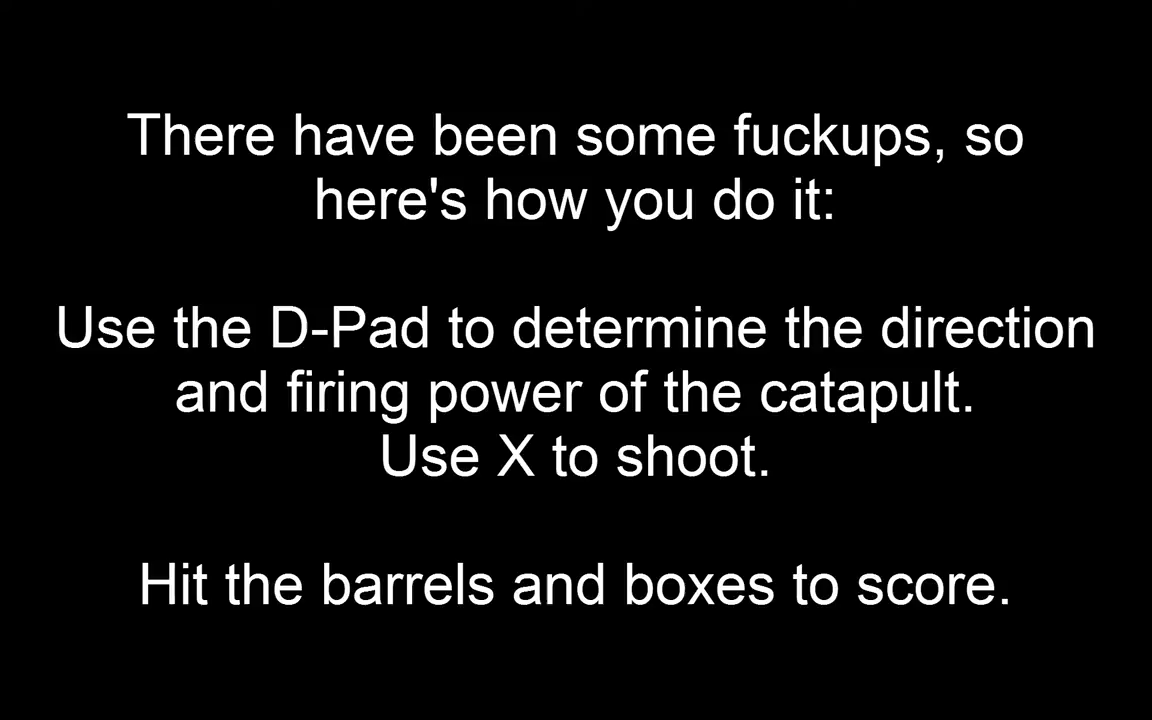 There have been some fuckups, so
here's how you do it:
Use the D-Pad to determine the direction
and firing power of the catapult.
Use X to shoot.
Hit the barrels and boxes to score.